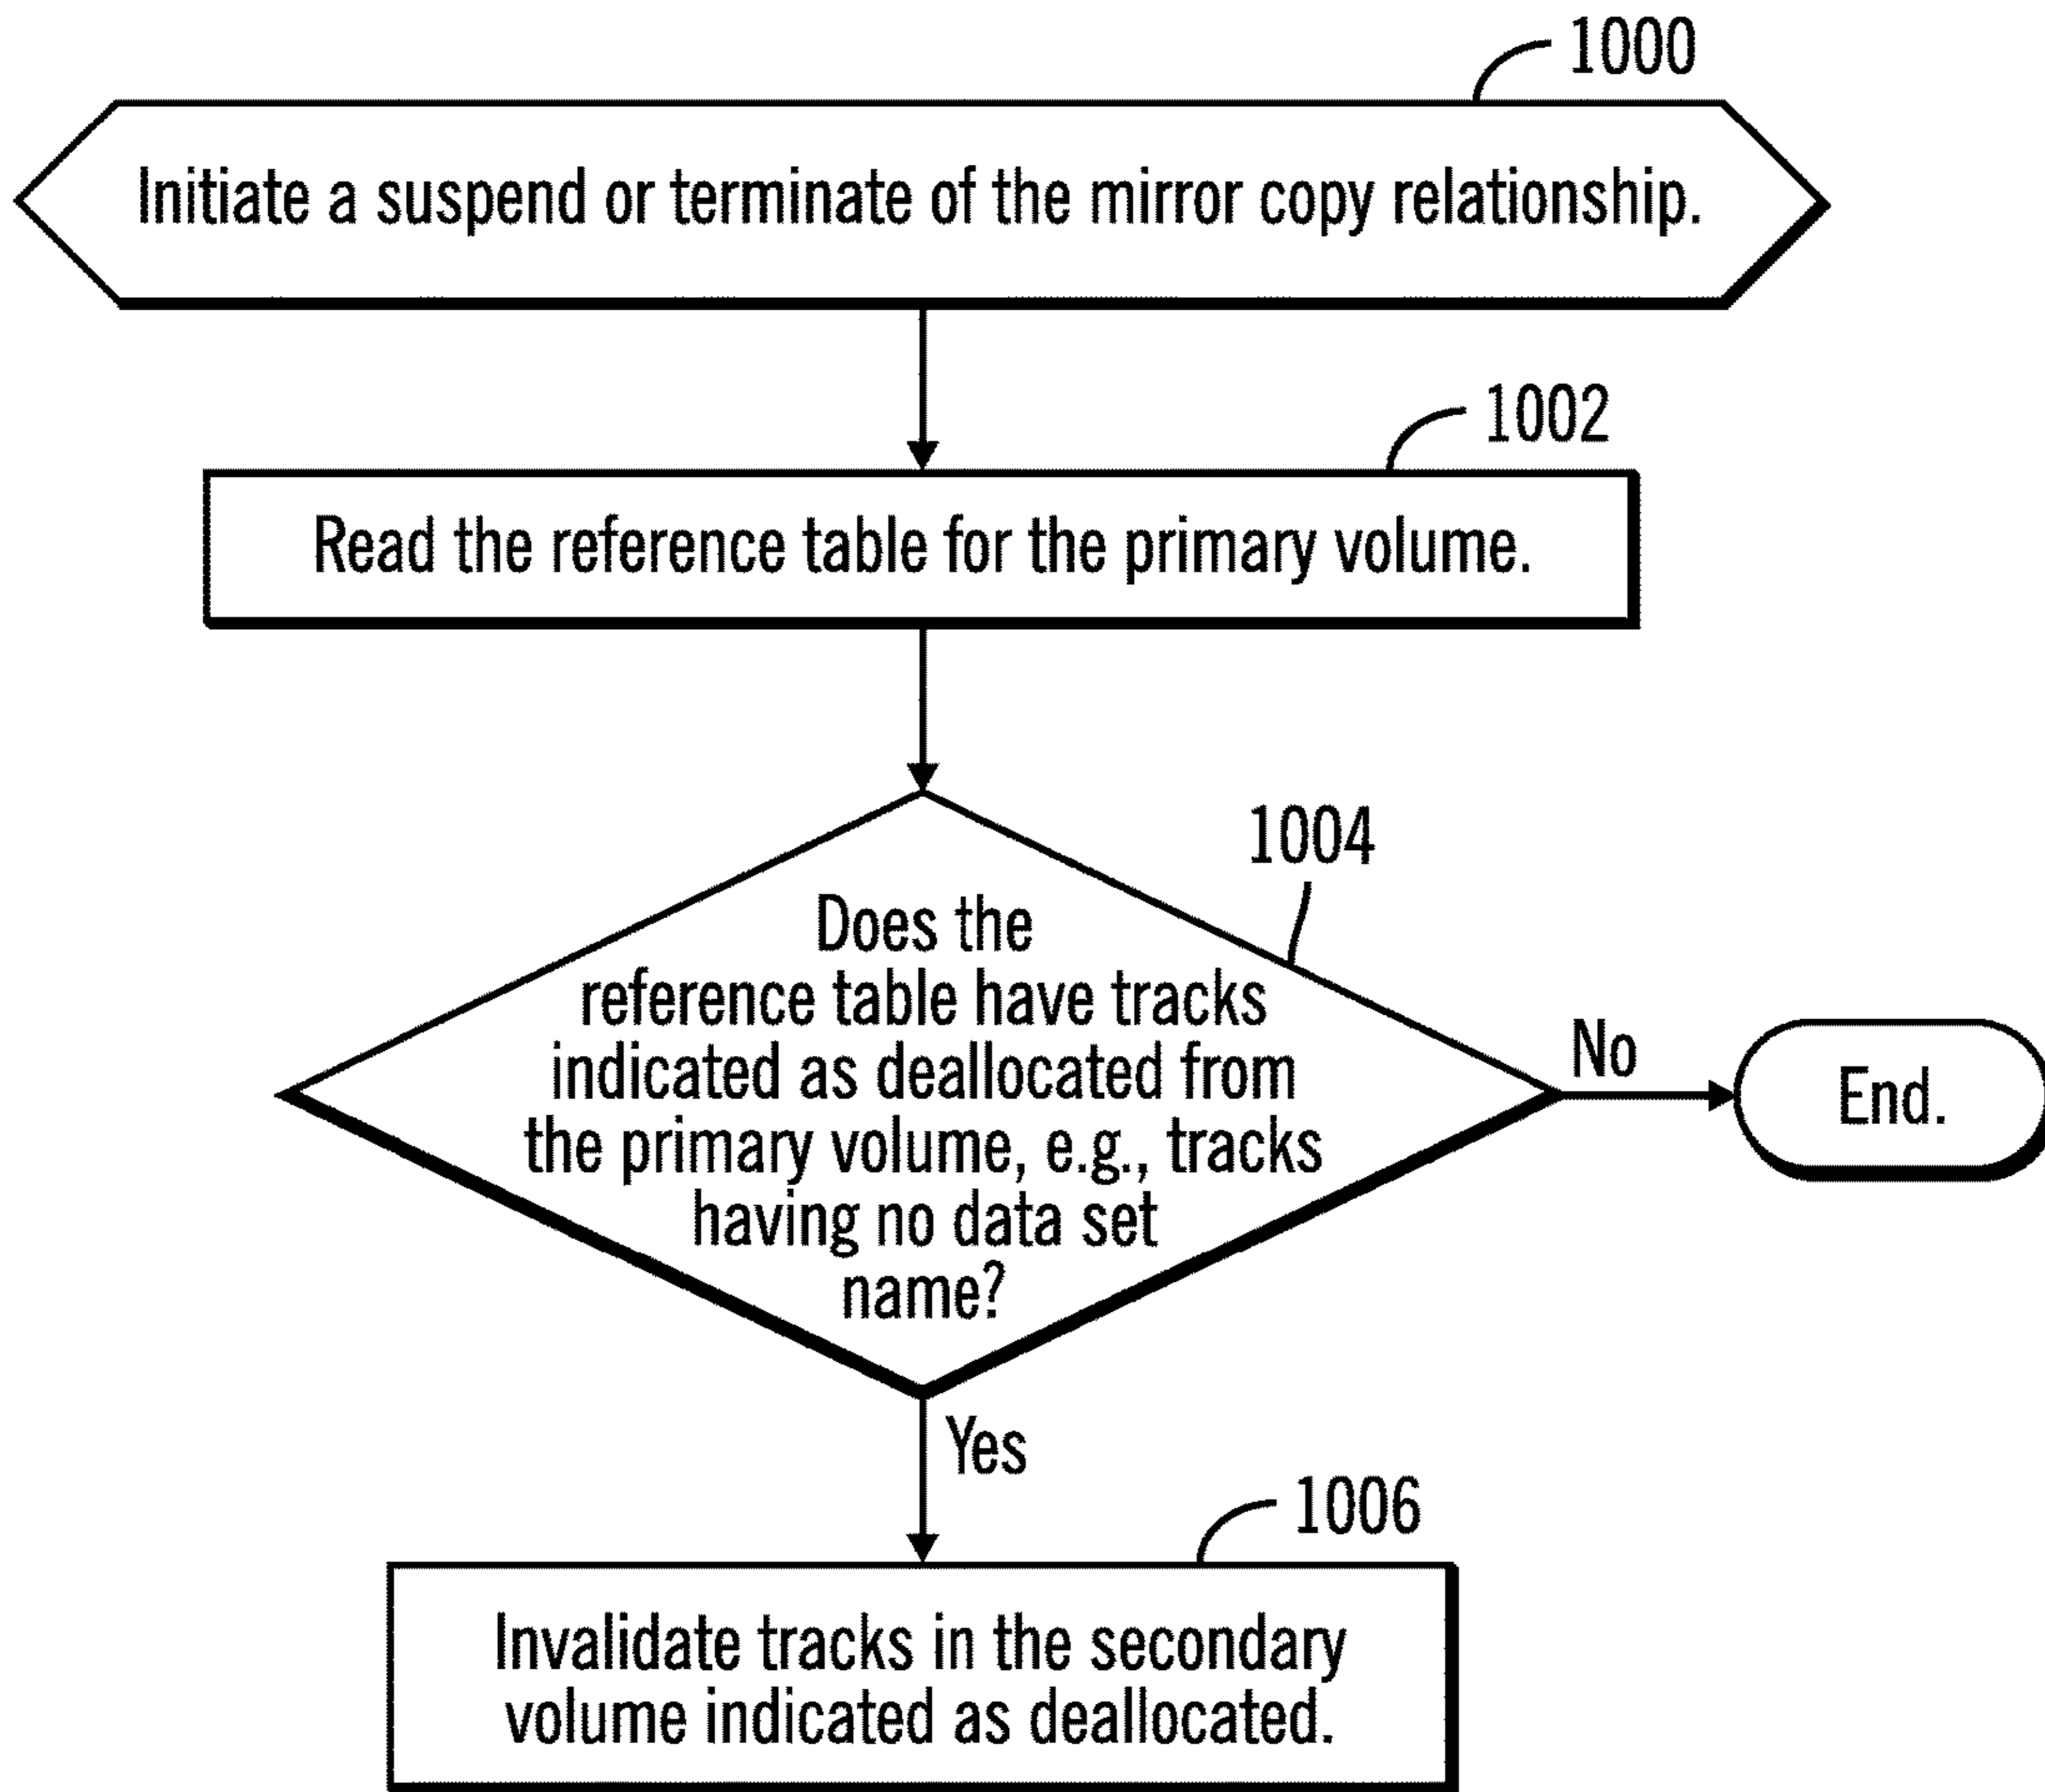 1000
Initiate a suspend or terminate of the mirror copy relationship.
1002
Read the reference table for the primary volume.
1004
Does the
reference table have tracks
indicated as deallocated from
the primary volume, e.g., tracks
having no data set
name?
No
End.
Yes
1006
Invalidate tracks in the secondary
volume indicated as deallocated.